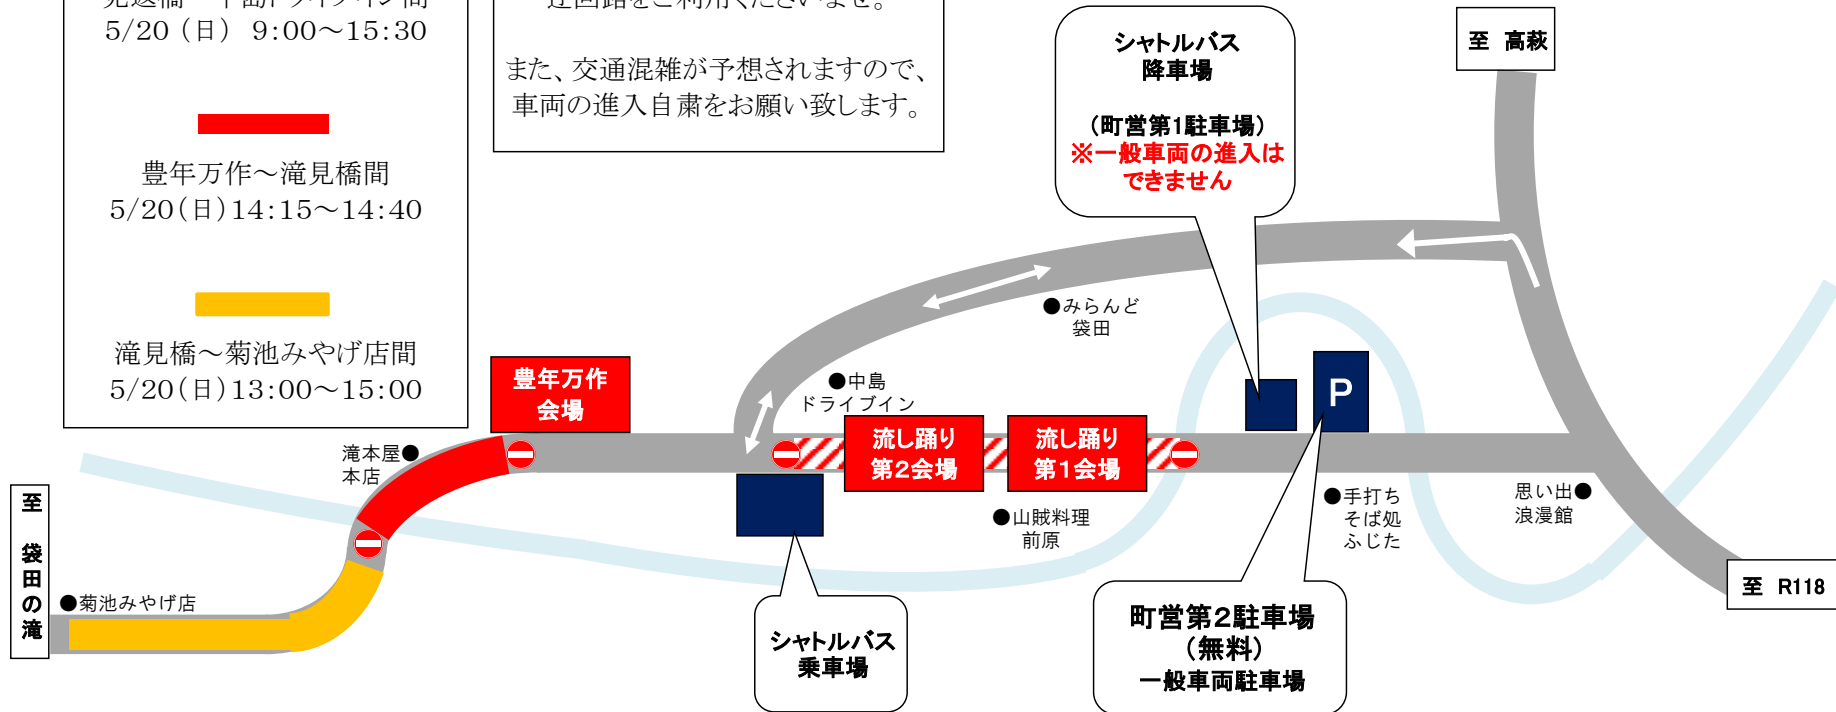 5/20（日） 9:00～15:30
豊年万作～滝見橋間
5/20（日）14:15～14:40
滝見橋～菊池みやげ店間
5/20（日）13:00～15:00
また、交通混雑が予想されますので、
車両の進入自粛をお願い致します。
シャトルバス
降車場
（町営第1駐車場）
※一般車両の進入は
できません
至 高萩
●みらんど
袋田
●中島
ドライブイン
豊年万作
会場
流し踊り
第2会場
流し踊り
第1会場
P
滝本屋●
本店
●山賊料理
前原
●手打ち
そば処
ふじた
思い出●
浪漫館
至 袋田の滝
●菊池みやげ店
至 R118
シャトルバス
乗車場
町営第2駐車場
（無料）
一般車両駐車場